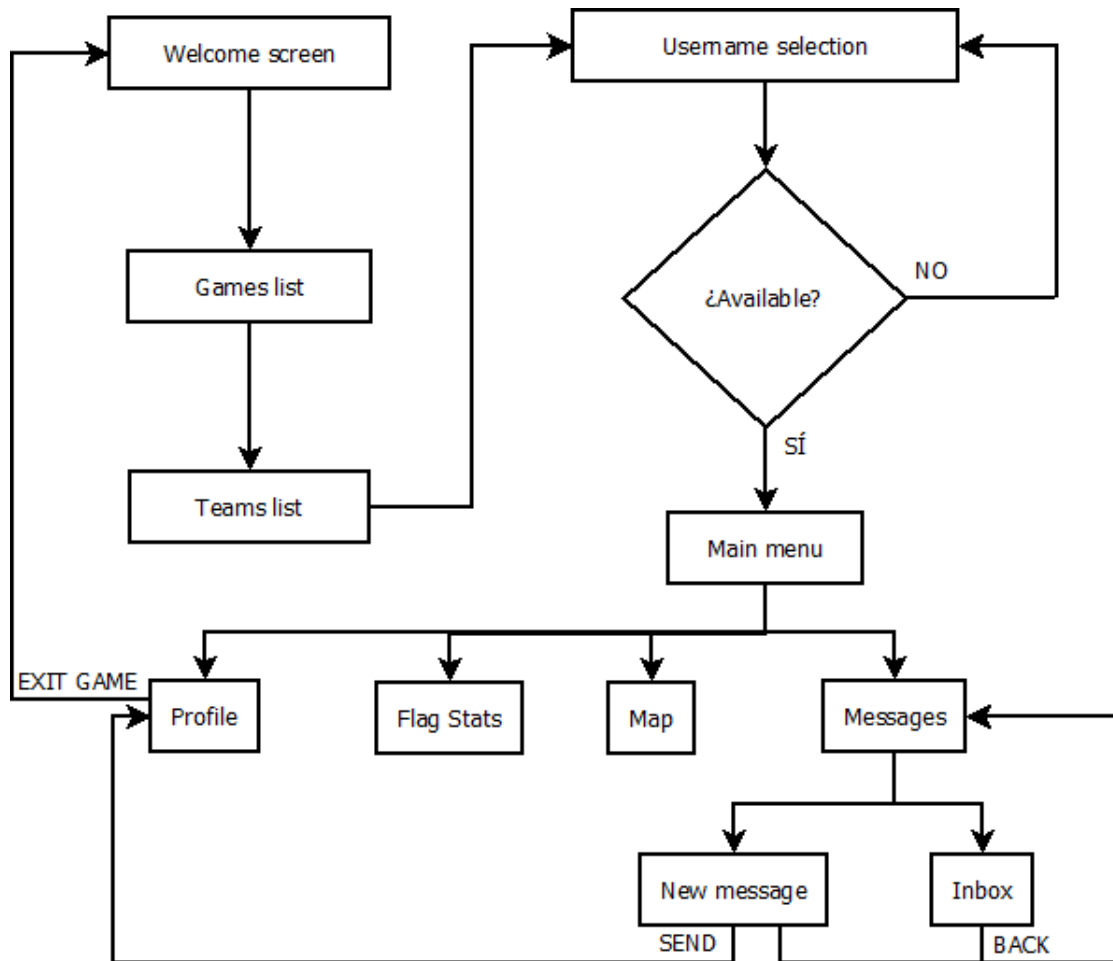 Welcome screen
Username selection
Games list
¿Available?
NO
SÍ
Teams list
Main menu
EXIT GAME
Profile
Flag Stats
Map
Messages
New message
Inbox
SEND
BACK